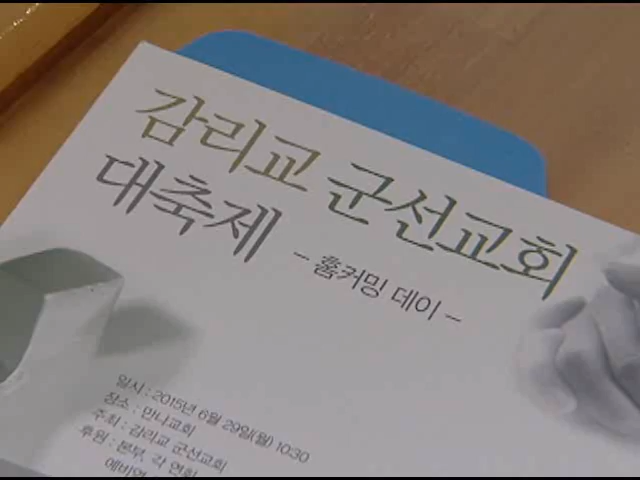 감리교 군선교회
대축제
커밍 데이 –
일시 : 2015년 6월 29일(월) 10:30
장소 : 만나교회
주최 : 감리교 군선교회
후원 : 본부, 각 연회